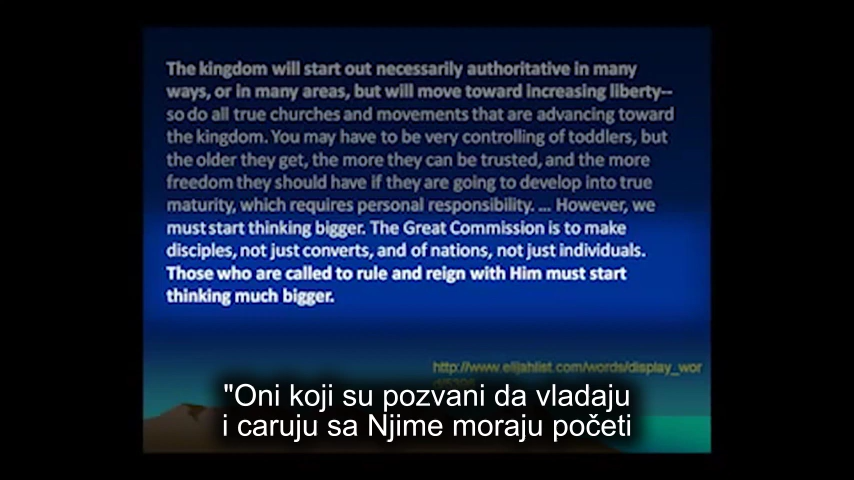 The kingdom will start out necessarily authoritative in many
ways, or in many areas, but will move toward increasing liberty--
so do all true churches and movements that are advancing toward
the kingdom. You may have to be very controlling of toddlers, but
the older they get, the more they can be trusted, and the more
freedom they should have if they are going to develop into true
maturity, which requires personal responsibility. ... However, we
must start thinking bigger. The Great Commission is to make
disciples, not just converts, and of nations, not just individuals.
Those who are called to rule and reign with Him must start
thinking much bigger.
http://www.elijahlist.com/words/display_wor
"Oni koji su pozvani da vladaju
i caruju sa Njime moraju početi